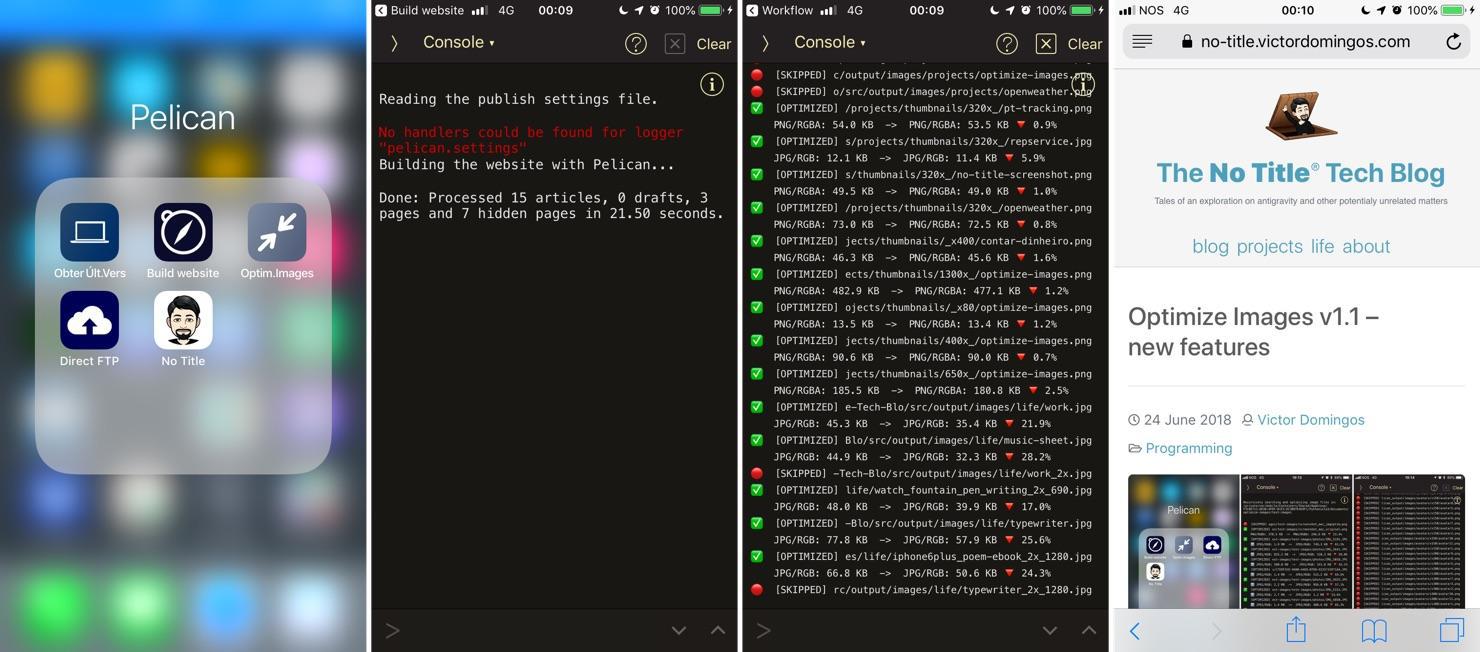 Pelican
Obter Últ.Vers
Build website
Optim.Images
Direct FTP
No Title
Build website 4G 00:09 100%
Console
Clear
Reading the publish settings file.
No handlers could be found for logger
"pelican.settings"
Building the website with Pelican...
Done: Processed 15 articles, 0 drafts, 3
pages and 7 hidden pages in 21.50 seconds.
>
Workflow 4G 00:09 100%
Console
Clear
[SKIPPED] c/output/images/projects/optimize-images.png
[SKIPPED] o/src/output/images/projects/openweather.png
[OPTIMIZED] /projects/thumbnails/320x_/pt-tracking.png
PNG/RGBA: 54.0 KB -> PNG/RGBA: 53.5 KB 🔻 0.9%
[OPTIMIZED] s/projects/thumbnails/320x_/repservice.png
JPG/RGB: 12.1 KB -> JPG/RGB: 11.4 KB 🔻 5.9%
[OPTIMIZED] s/thumbnails/320x_/no-title-screenshot.png
PNG/RGBA: 49.5 KB -> PNG/RGBA: 49.0 KB 🔻 1.0%
[OPTIMIZED] /projects/thumbnails/320x_/openweather.png
PNG/RGBA: 73.0 KB -> PNG/RGBA: 72.5 KB 🔻 0.8%
[OPTIMIZED] jects/thumbnails/_x400/contar-dinheiro.png
PNG/RGBA: 46.3 KB -> PNG/RGBA: 45.6 KB 🔻 1.6%
[OPTIMIZED] ects/thumbnails/1300x_/optimize-images.png
PNG/RGBA: 482.9 KB -> PNG/RGBA: 477.1 KB 🔻 1.2%
[OPTIMIZED] ojects/thumbnails/_x80/optimize-images.png
PNG/RGBA: 13.5 KB -> PNG/RGBA: 13.4 KB 🔻 1.2%
[OPTIMIZED] jects/thumbnails/400x_/optimize-images.png
PNG/RGBA: 90.6 KB -> PNG/RGBA: 90.0 KB 🔻 0.7%
[OPTIMIZED] jects/thumbnails/650x_/optimize-images.png
PNG/RGBA: 185.5 KB -> PNG/RGBA: 180.8 KB 🔻 2.5%
[OPTIMIZED] e-Tech-Blo/src/output/images/life/work.jpg
JPG/RGB: 45.3 KB -> JPG/RGB: 35.4 KB 🔻 21.9%
[OPTIMIZED] Blo/src/output/images/life/music-sheet.jpg
JPG/RGB: 44.9 KB -> JPG/RGB: 32.3 KB 🔻 28.2%
[SKIPPED] -Tech-Blo/src/output/images/life/work_2x.jpg
[OPTIMIZED] life/watch_fountain_pen_writing_2x_690.jpg
JPG/RGB: 48.0 KB -> JPG/RGB: 39.9 KB 🔻 17.0%
[OPTIMIZED] -Blo/src/output/images/life/typewriter.jpg
JPG/RGB: 77.8 KB -> JPG/RGB: 57.9 KB 🔻 25.6%
[OPTIMIZED] es/life/iphone6plus_poem-ebook_2x_1280.jpg
JPG/RGB: 66.8 KB -> JPG/RGB: 50.6 KB 🔻 24.3%
[SKIPPED] rc/output/images/life/typewriter_2x_1280.jpg
>
NOS 4G 00:10 100%
no-title.victordomingos.com
The No Title® Tech Blog
Tales of an exploration on antigravity and other potentialy unrelated matters
blog projects life about
Optimize Images v1.1 –
new features
24 June 2018 Victor Domingos
Programming
Pelican
Console
Clear
Console
Clear